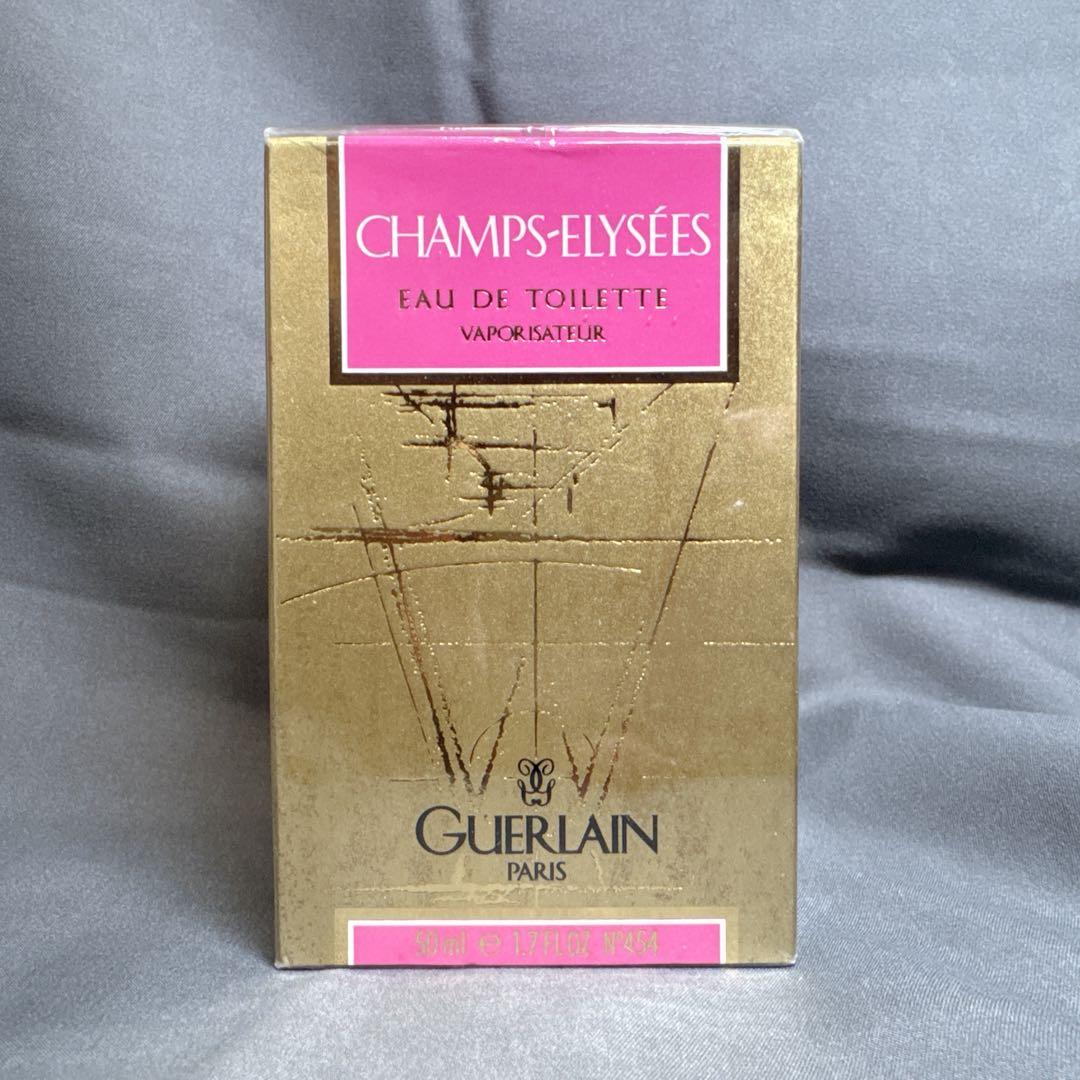 CHAMPS-ELYSÉES
EAU DE TOILETTE
VAPORISATEUR
GUERLAIN
PARIS
50 ml ℮ 1.7 FL.OZ N°454